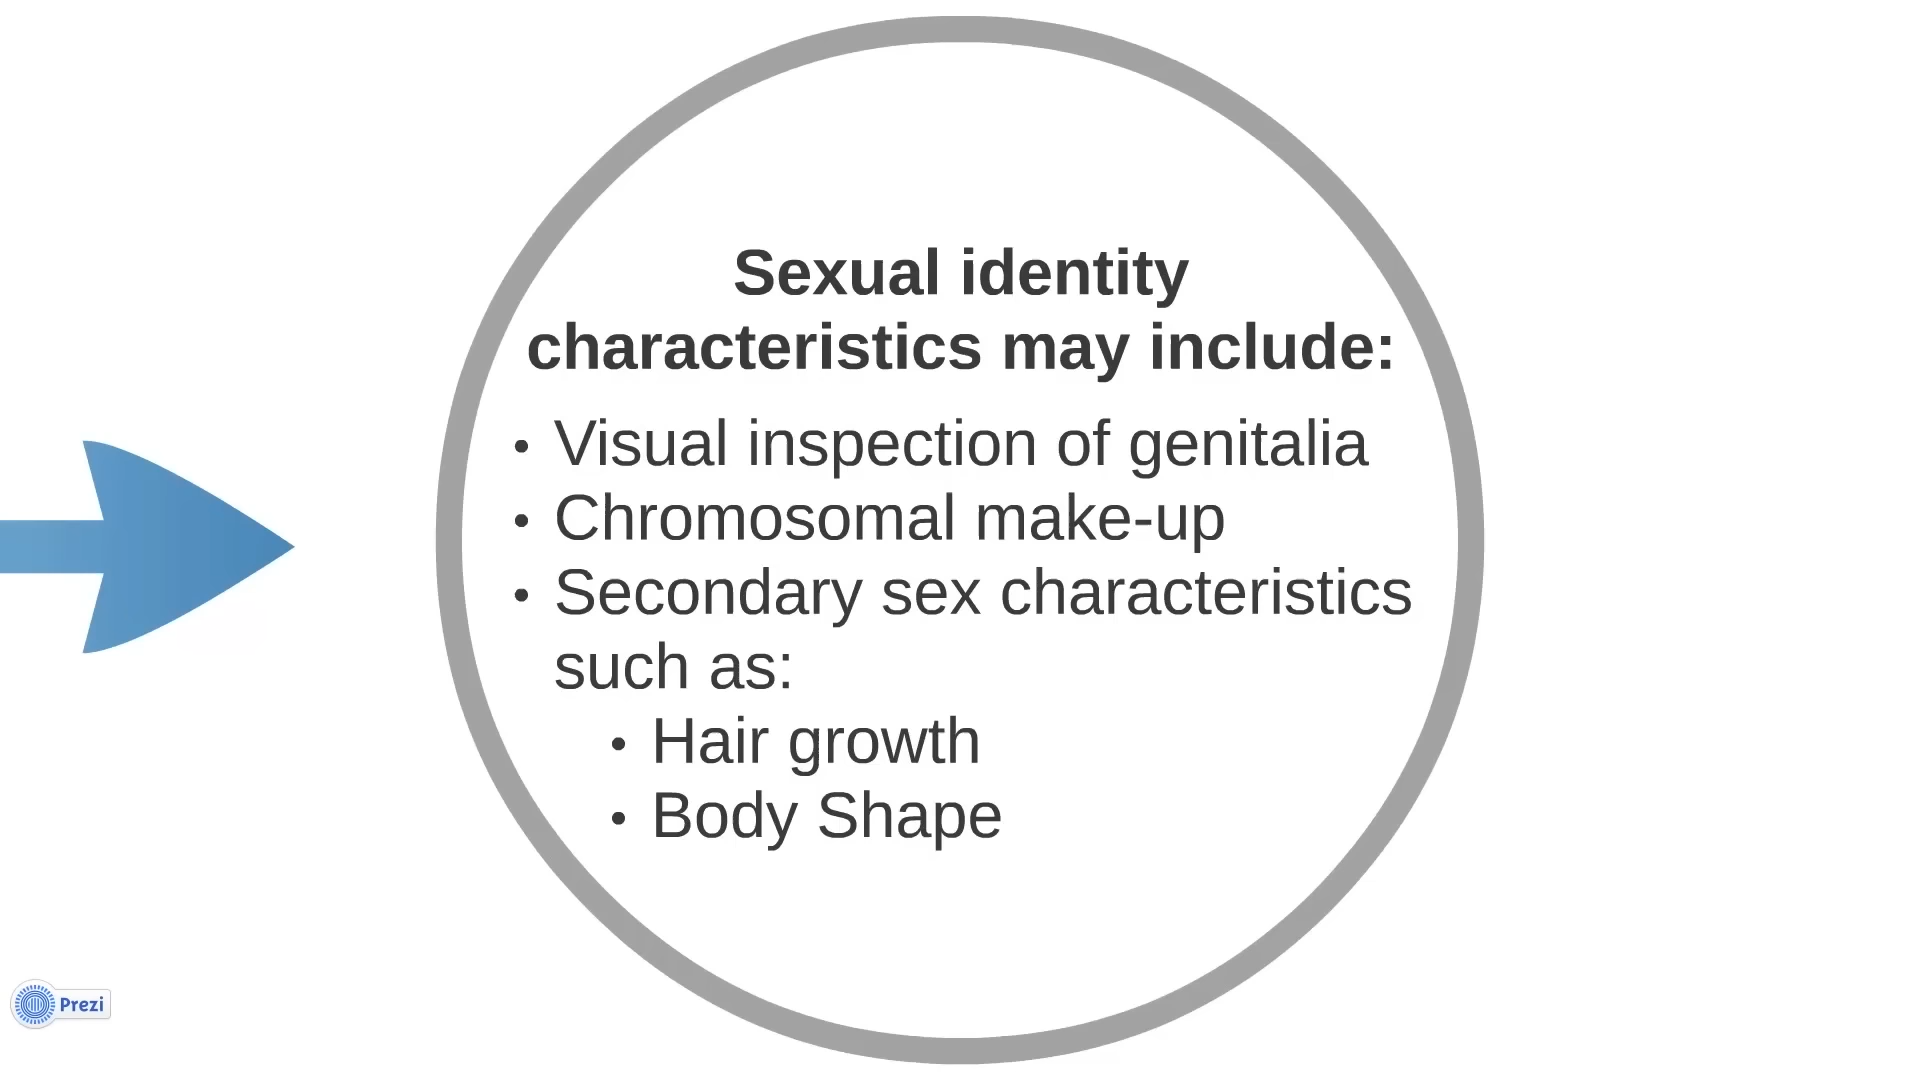 Sexual identity
characteristics may include:
• Visual inspection of genitalia
• Chromosomal make-up
• Secondary sex characteristics
such as:
• Hair growth
• Body Shape
Prezi